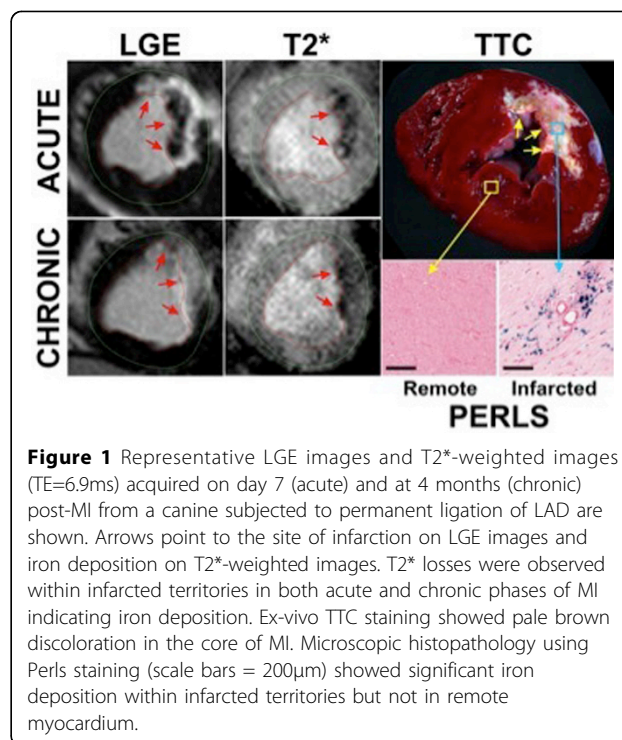 LGE T2* TTC
ACUTE
CHRONIC
Remote Infarcted
PERLS
Figure 1 Representative LGE images and T2*-weighted images
(TE=6.9ms) acquired on day 7 (acute) and at 4 months (chronic)
post-MI from a canine subjected to permanent ligation of LAD are
shown. Arrows point to the site of infarction on LGE images and
iron deposition on T2*-weighted images. T2* losses were observed
within infarcted territories in both acute and chronic phases of MI
indicating iron deposition. Ex-vivo TTC staining showed pale brown
discoloration in the core of MI. Microscopic histopathology using
Perls staining (scale bars = 200μm) showed significant iron
deposition within infarcted territories but not in remote
myocardium.